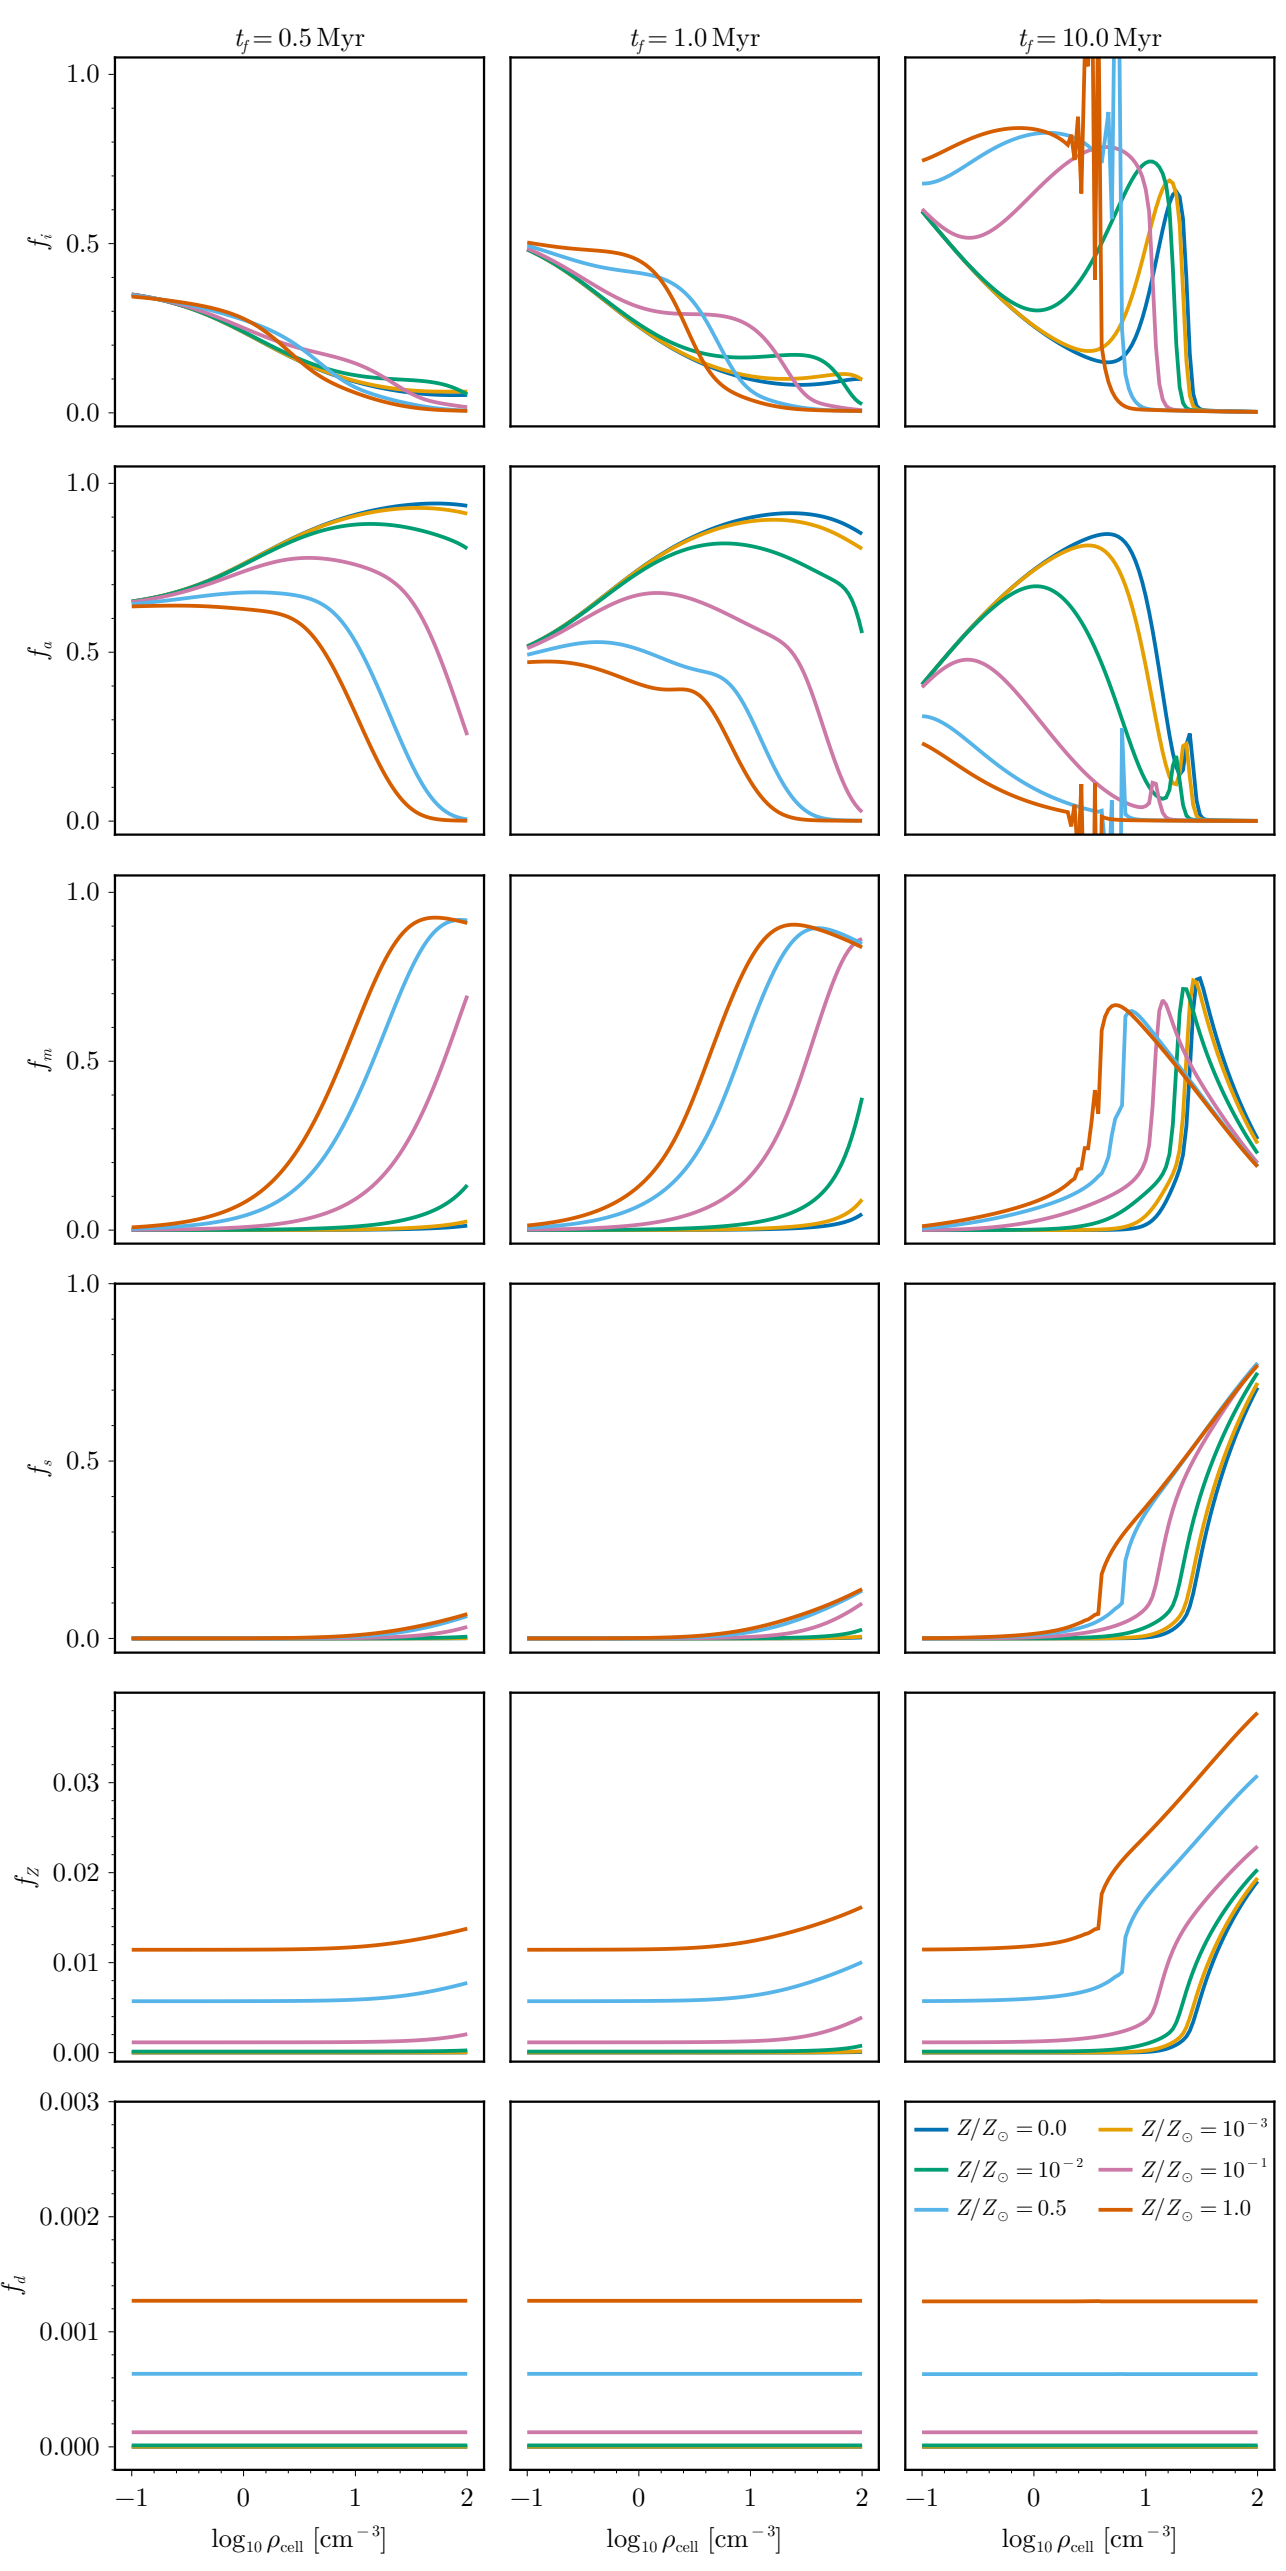 t_f = 0.5 Myr t_f = 1.0 Myr t_f = 10.0 Myr
1.0
f_i 0.5
0.0
1.0
f_a 0.5
0.0
1.0
f_m 0.5
0.0
1.0
f_s 0.5
0.0
0.03
f_Z 0.02
0.01
0.00
0.003
Z/Z_⊙ = 0.0 Z/Z_⊙ = 10^−3
Z/Z_⊙ = 10^−2 Z/Z_⊙ = 10^−1
Z/Z_⊙ = 0.5 Z/Z_⊙ = 1.0
0.002
f_d
0.001
0.000
−1 0 1 2 −1 0 1 2 −1 0 1 2
log_10 ρ_cell [cm^−3] log_10 ρ_cell [cm^−3] log_10 ρ_cell [cm^−3]